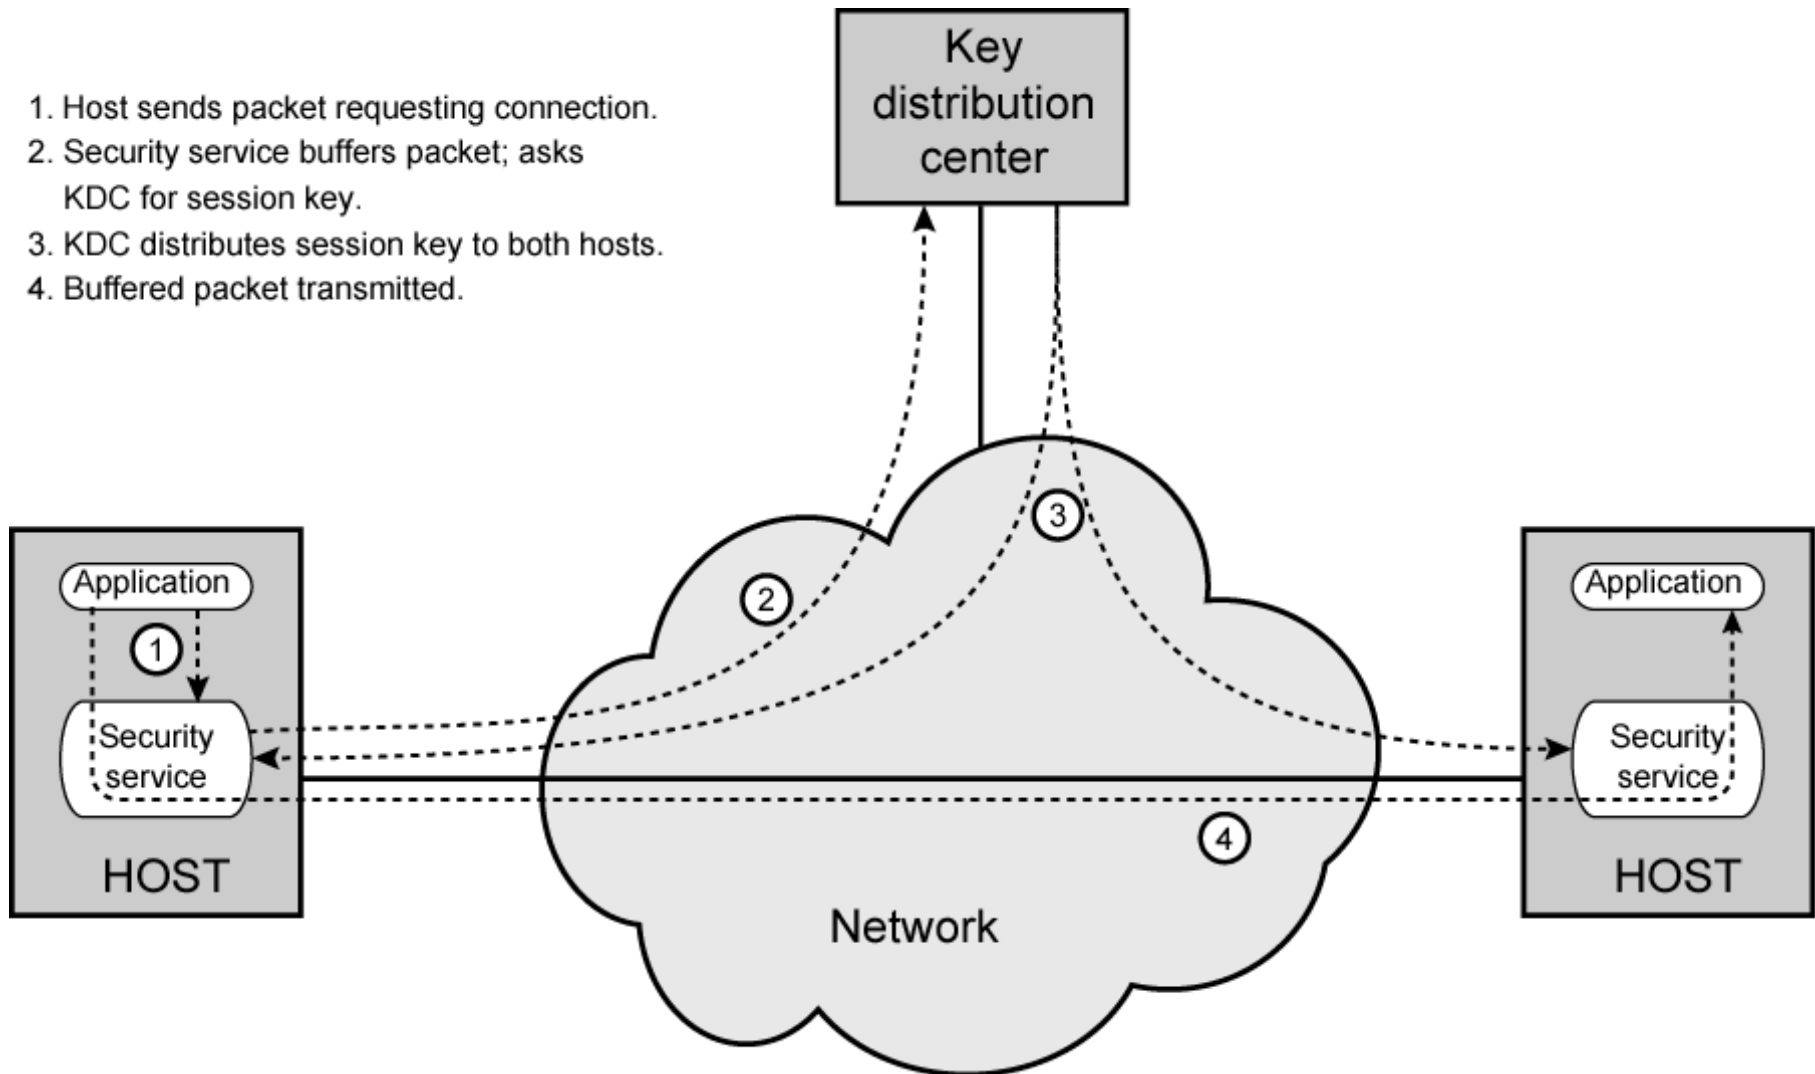 Key
distribution
center
1. Host sends packet requesting connection.
2. Security service buffers packet; asks
KDC for session key.
3. KDC distributes session key to both hosts.
4. Buffered packet transmitted.
3
2
Application
1
Security
service
HOST
Application
Security
service
HOST
4
Network